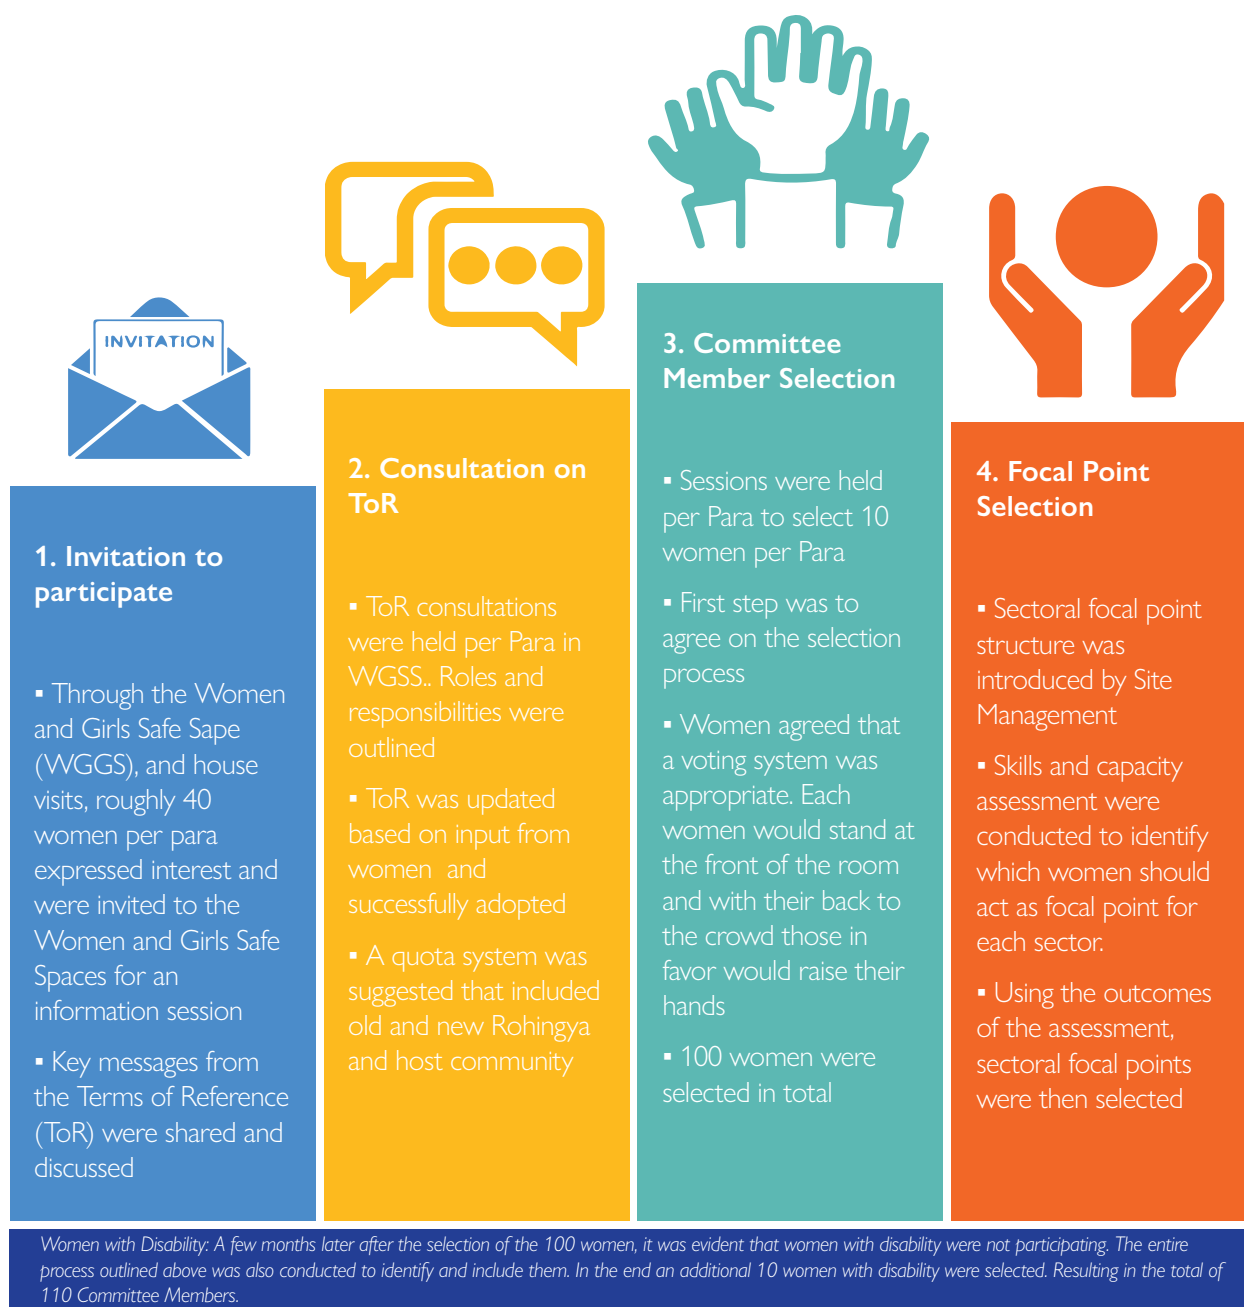 INVITATION
1. Invitation to
participate
▪ Through the Women
and Girls Safe Sape
(WGGS), and house
visits, roughly 40
women per para
expressed interest and
were invited to the
Women and Girls Safe
Spaces for an
information session
▪ Key messages from
the Terms of Reference
(ToR) were shared and
discussed
2. Consultation on
ToR
▪ ToR consultations
were held per Para in
WGSS.. Roles and
responsibilities were
outlined
▪ ToR was updated
based on input from
women  and
successfully adopted
▪ A quota system was
suggested that included
old and new Rohingya
and host community
3. Committee
Member Selection
▪ Sessions were held
per Para to select 10
women per Para
▪ First step was to
agree on the selection
process
▪ Women agreed that
a voting system was
appropriate. Each
women would stand at
the front of the room
and with their back to
the crowd those in
favor would raise their
hands
▪ 100 women were
selected in total
4. Focal Point
Selection
▪ Sectoral focal point
structure was
introduced by Site
Management
▪ Skills and capacity
assessment were
conducted to identify
which women should
act as focal point for
each sector.
▪ Using the outcomes
of the assessment,
sectoral focal points
were then selected
Women with Disability: A few months later after the selection of the 100 women, it was evident that women with disability were not participating. The entire
process outlined above was also conducted to identify and include them. In the end an additional 10 women with disability were selected. Resulting in the total of
110 Committee Members.